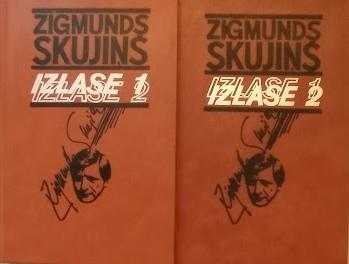 ZIGMUNDS
SKUJIŅŠ
IZLASE 1
IZLASE 2
ZIGMUNDS
SKUJIŅŠ
IZLASE 1
IZLASE 2